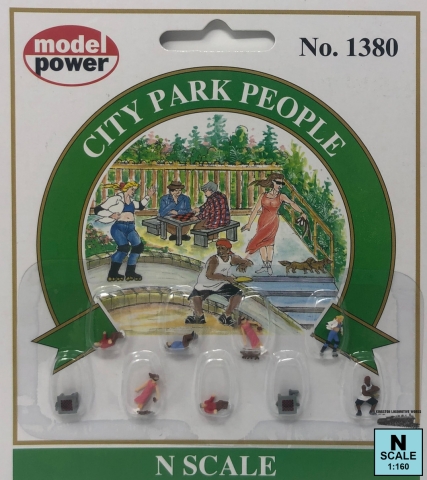 model
power
No. 1380
CITY PARK PEOPLE
N SCALE
N
SCALE
1:160